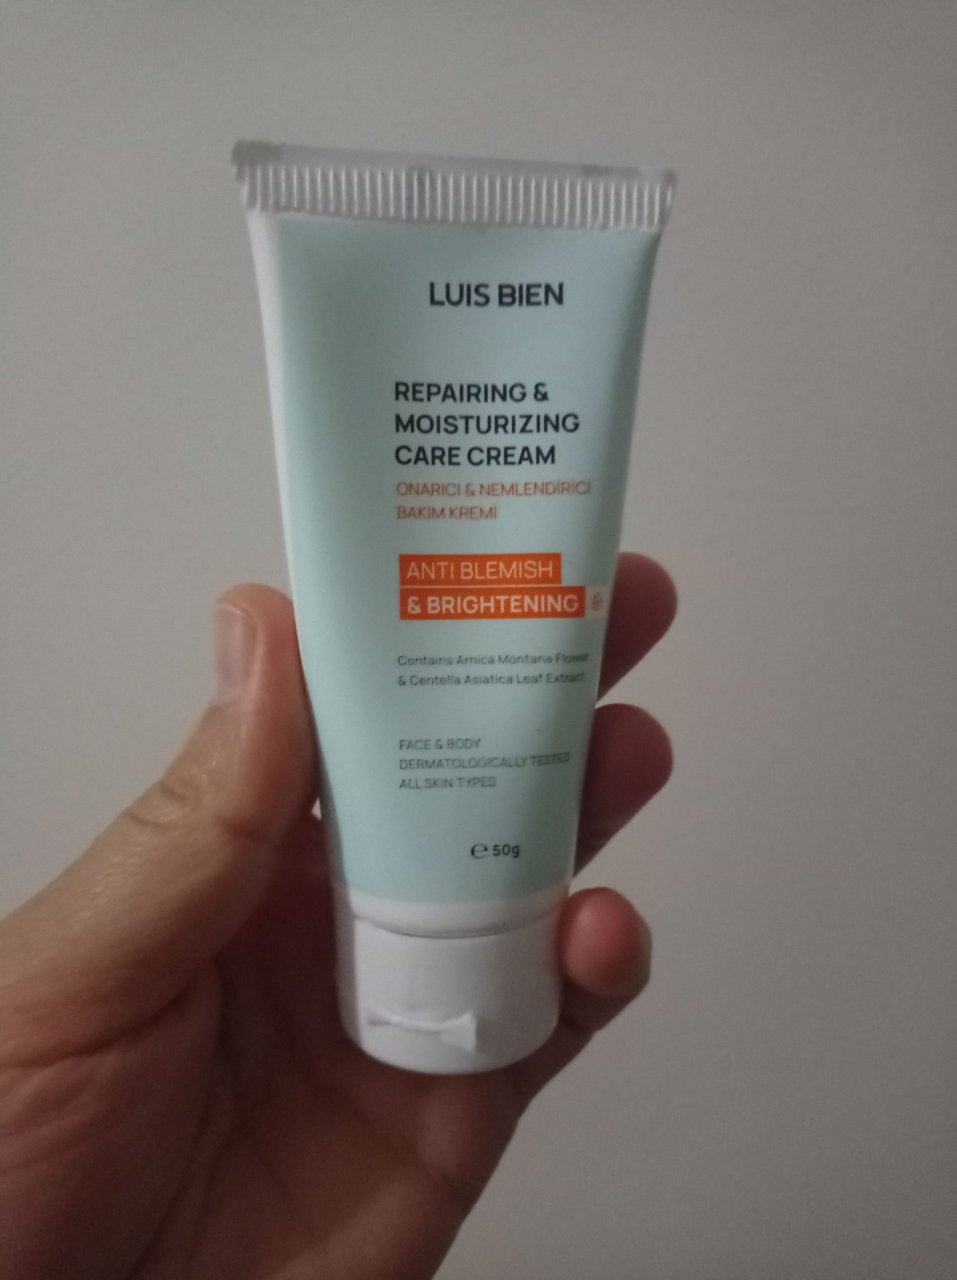 LUIS BIEN
REPAIRING &
MOISTURIZING
CARE CREAM
ONARICI & NEMLENDİRİCİ
BAKIM KREMİ
ANTI BLEMISH
& BRIGHTENING
Contains Arnica Montana Flower
& Centella Asiatica Leaf Extract
FACE & BODY
DERMATOLOGICALLY TESTED
ALL SKIN TYPES
℮ 50g